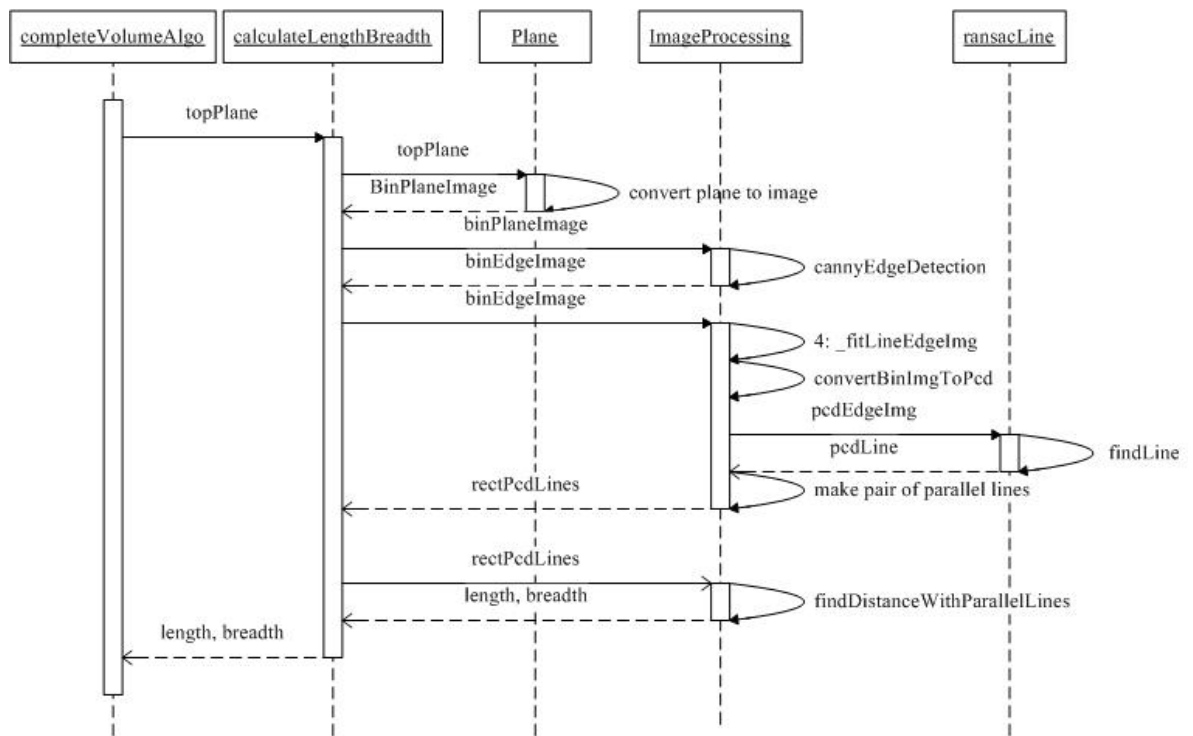 completeVolumeAlgo
calculateLengthBreadth
Plane
ImageProcessing
ransacLine
topPlane
topPlane
BinPlaneImage
convert plane to image
binPlaneImage
binEdgeImage
cannyEdgeDetection
binEdgeImage
4: _fitLineEdgeImg
convertBinImgToPcd
pcdEdgeImg
pcdLine
findLine
rectPcdLines
make pair of parallel lines
rectPcdLines
length, breadth
findDistanceWithParallelLines
length, breadth